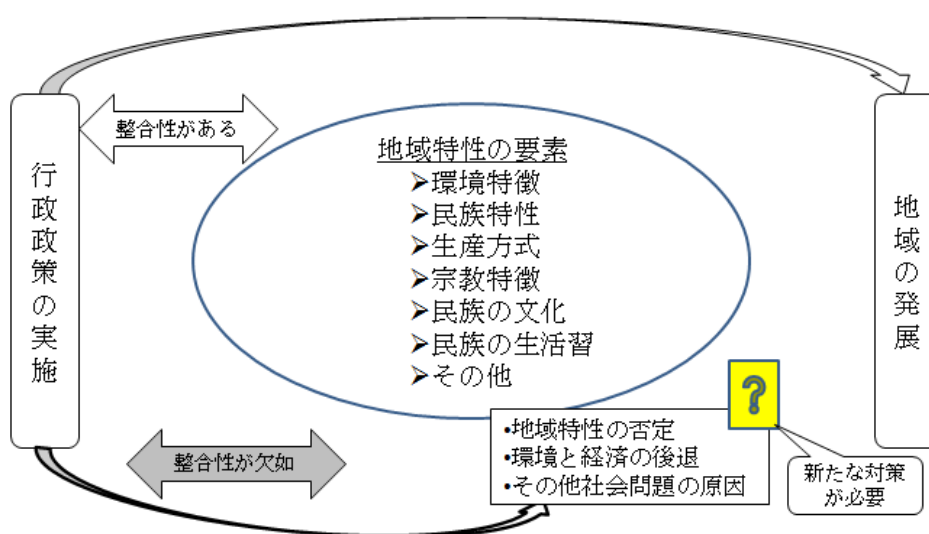 整合性がある
行政政策の実施
地域特性の要素
➢環境特徴
➢民族特性
➢生産方式
➢宗教特徴
➢民族の文化
➢民族の生活習
➢その他
地域の発展
?
•地域特性の否定
•環境と経済の後退
•その他社会問題の原因
整合性が欠如
新たな対策
が必要